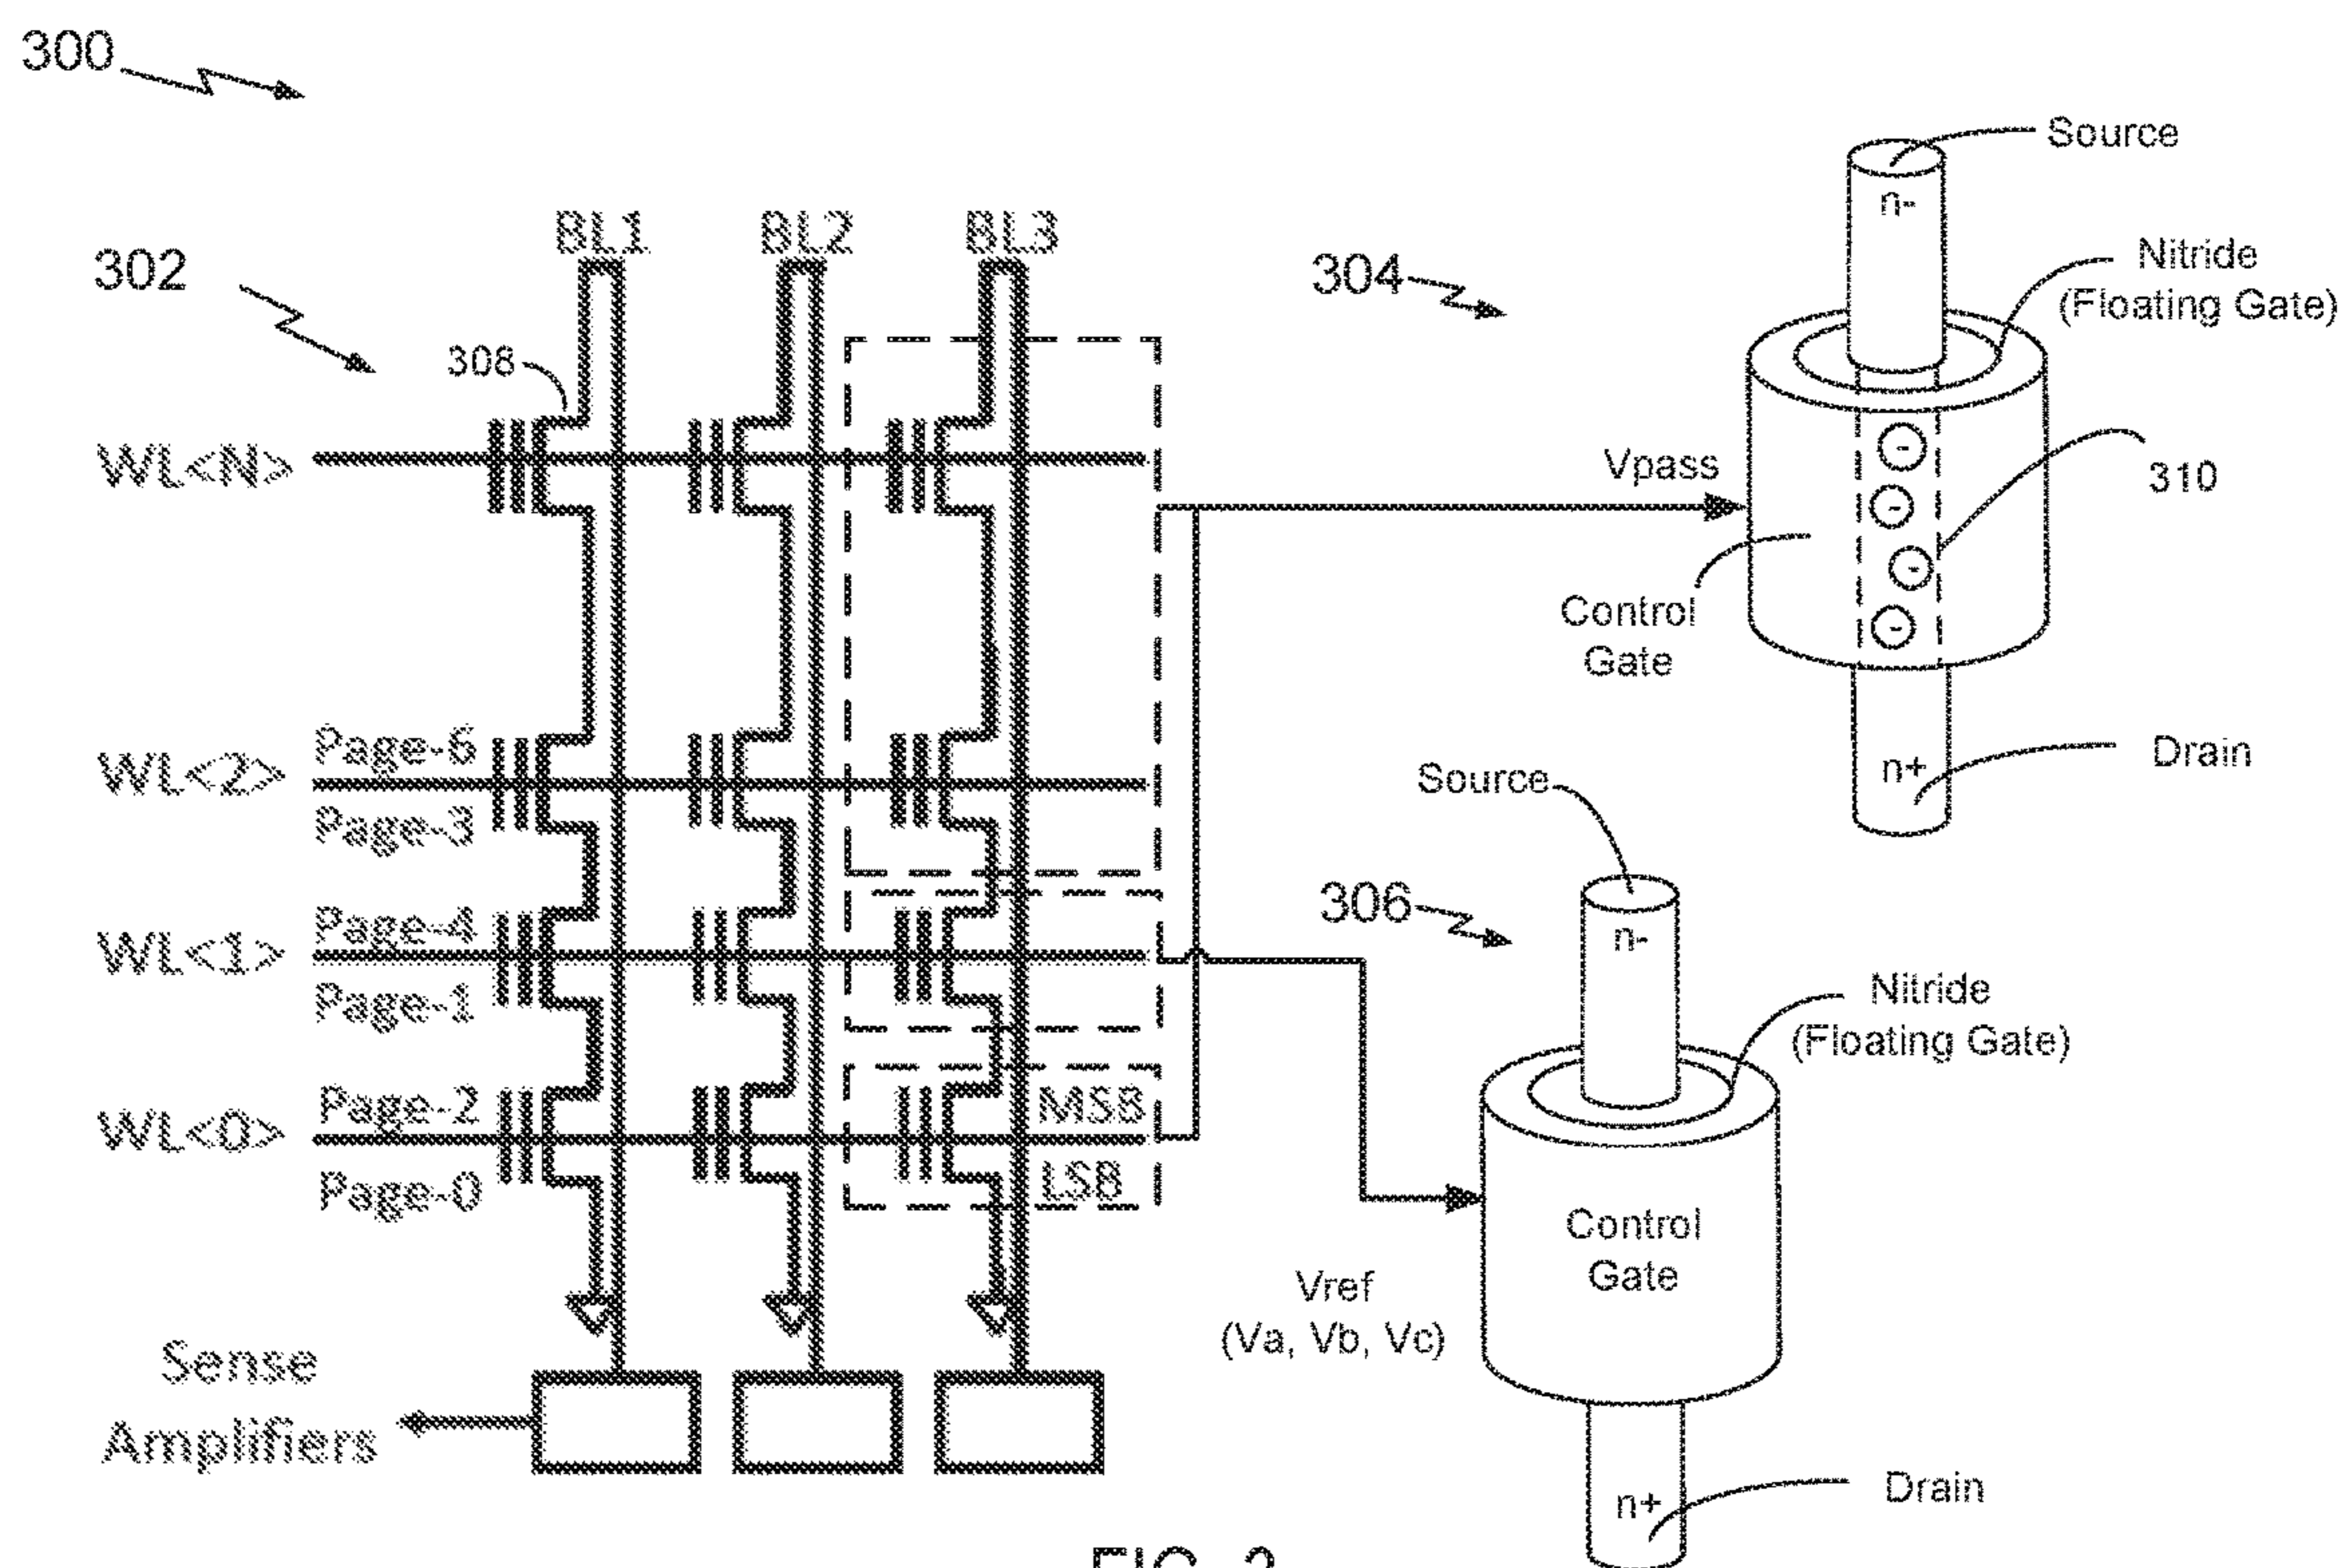 300
Source
n-
BL1 BL2 BL3
302
304
Nitride
(Floating Gate)
308
WL<N>
Vpass
310
Control
Gate
Page-6
WL<2>
Page-3
n+
Drain
Source
Page-4
WL<1>
Page-1
306
n-
Nitride
(Floating Gate)
Page-2
WL<0>
Page-0
MSB
LSB
Control
Gate
Vref
(Va, Vb, Vc)
Sense
Amplifiers
n+
Drain
- 
- 
- 
- 
FIG.